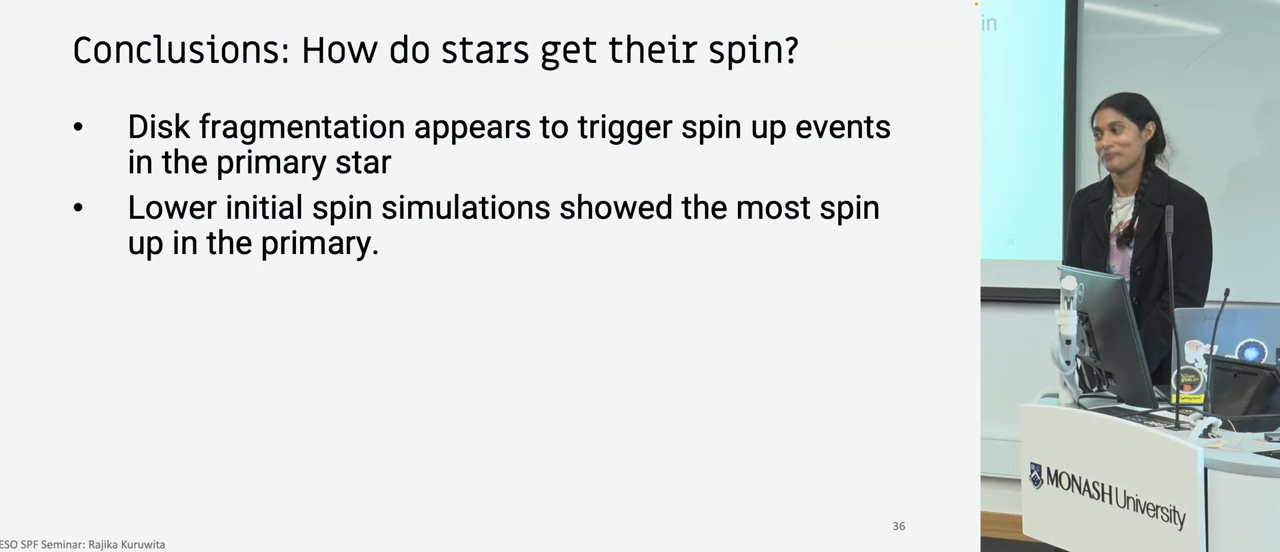 Conclusions: How do stars get their spin?
• Disk fragmentation appears to trigger spin up events
in the primary star
• Lower initial spin simulations showed the most spin
up in the primary.
36
ESO SPF Seminar: Rajika Kuruwita
in
MONASH University